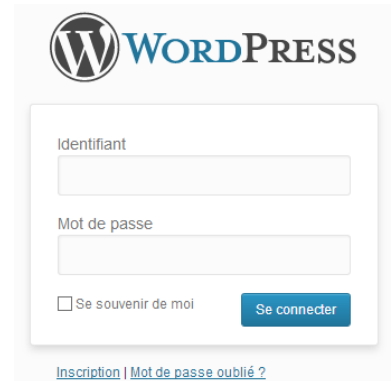 WORDPRESS
Identifiant
Mot de passe
Se souvenir de moi
Se connecter
Inscription | Mot de passe oublié ?